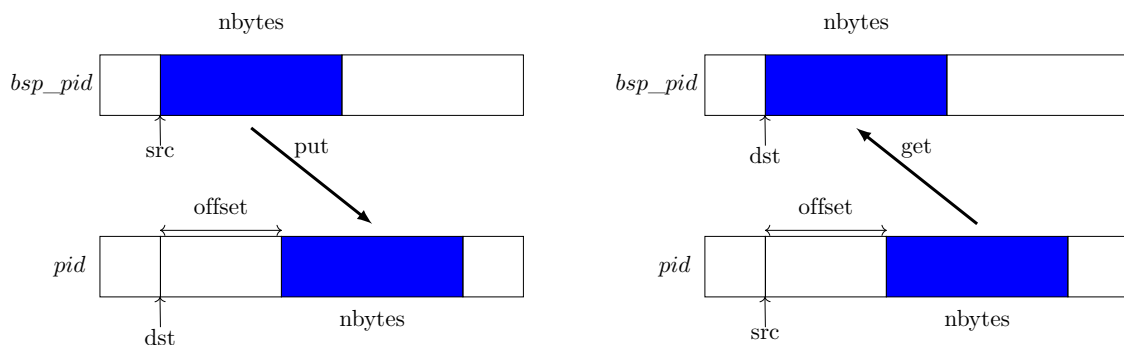 nbytes
bsp_pid
src
put
offset
pid
dst
nbytes
nbytes
bsp_pid
dst
get
offset
pid
src
nbytes